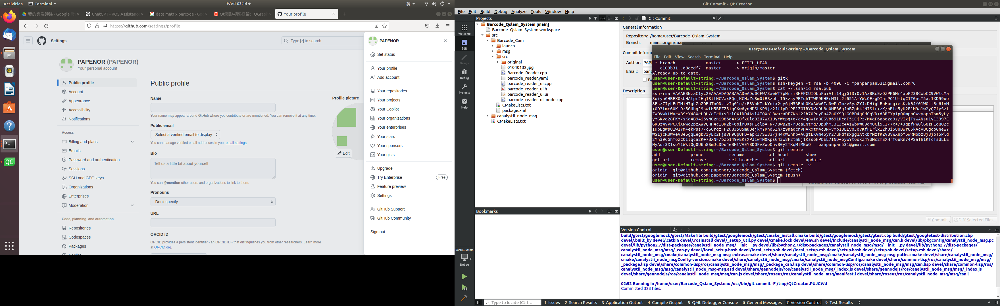 Activities
Terminal
Wed 03:14
英
我的雲端硬碟 - Google 雲
ChatGPT - ROS Assistanc
data matrix barcode - Go
Qt图形视图框架：QGrap
Your profile
https://github.com/settings/profile
Settings
Type / to search
PAPENOR (PAPENOR)
Your personal account
Public profile
Account
Appearance
Accessibility
Notifications
Access
Billing and plans
Emails
Password and authentication
Sessions
SSH and GPG keys
Organizations
Enterprises
Moderation
Code, planning, and automation
Repositories
Codespaces
Packages
Copilot
Public profile
Name
Your name may appear around GitHub where you contribute or are mentioned. You can remove it at any time.
Public email
Select a verified email to display
You can manage verified email addresses in your email settings
Bio
Tell us a little bit about yourself
You can @mention other users and organizations to link to them.
Pronouns
Don't specify
URL
ORCID iD
ORCID provides a persistent identifier - an ORCID iD - that distinguishes you from other researchers. Learn more
at ORCID.org.
Profile picture
Edit
PAPENOR
Set status
Your profile
Add account
Your repositories
Your projects
Your Copilot
Your organizations
Your enterprises
Your stars
Your sponsors
Your gists
Upgrade
Try Enterprise
Free
Feature preview
Settings
GitHub Support
GitHub Community
Sign out
Git Commit - Qt Creator
File Edit Build Debug Analyze Tools Window Help
Projects
Git Commit
Welcome
Edit
Design
Debug
Projects
Help
Barco...ystem
Debug
Barcode_Qslam_System [main]
Barcode_Qslam_System.workspace
src
Barcode_Cam
launch
msg
src
original
01040132.jpg
Barcode_Reader.cpp
barcode_reader.yaml
barcode_reader_ui.cpp
barcode_reader_ui.h
barcode_reader_ui.ui
barcode_reader_ui_node.cpp
CMakeLists.txt
package.xml
canalystii_node_msg
CMakeLists.txt
Bookmarks
General Information
Repository: /home/user/Barcode_Qslam_System
Branch: main...origin/main
Commit Inform
Author: PAP
Email: panp
By
Description
user@user-Default-string: ~/Barcode_Qslam_System
File Edit View Search Terminal Help
* branch master -> FETCH_HEAD
c109b31..d8eedf7 master -> origin/master
Already up to date.
user@user-Default-string:~/Barcode_Qslam_System$ gitk
user@user-Default-string:~/Barcode_Qslam_System$ ssh-keygen -t rsa -b 4096 -C "panpanpan531@gmail.com^C
user@user-Default-string:~/Barcode_Qslam_System$ cat ~/.ssh/id_rsa.pub
ssh-rsa
panpanpan531@gmail.com
user@user-Default-string:~/Barcode_Qslam_System$ git remote
add prune rename set-head show
get-url remove set-branches set-url update
user@user-Default-string:~/Barcode_Qslam_System$ git remote -v
origin git@github.com:papenor/Barcode_Qslam_System (fetch)
origin git@github.com:papenor/Barcode_Qslam_System (push)
user@user-Default-string:~/Barcode_Qslam_System$
Commit
Diff Selected Files
Version Control
build/gtest/googlemock/gtest/Makefile build/gtest/googlemock/gtest/cmake_install.cmake build/gtest/googlemock/gtest/gtest.cbp build/gtest/googletest-distribution.cbp
devel/.built_by devel/.catkin devel/.rosinstall devel/_setup_util.py devel/cmake.lock devel/env.sh devel/include/canalystii_node_msg/can.h devel/lib/pkgconfig/canalystii_node_msg.pc
devel/lib/python2.7/dist-packages/canalystii_node_msg/__init__.py devel/lib/python2.7/dist-packages/canalystii_node_msg/msg/__init__.py devel/lib/python2.7/dist-packages/
canalystii_node_msg/msg/_can.py devel/local_setup.bash devel/local_setup.sh devel/local_setup.zsh devel/setup.bash devel/setup.sh devel/setup.zsh devel/share/
canalystii_node_msg/cmake/canalystii_node_msg-msg-extras.cmake devel/share/canalystii_node_msg/cmake/canalystii_node_msg-msg-paths.cmake devel/share/canalystii_node_msg/
cmake/canalystii_node_msgConfig-version.cmake devel/share/canalystii_node_msg/cmake/canalystii_node_msgConfig.cmake devel/share/common-lisp/ros/canalystii_node_msg/msg/
_package.lisp devel/share/common-lisp/ros/canalystii_node_msg/msg/_package_can.lisp devel/share/common-lisp/ros/canalystii_node_msg/msg/can.lisp devel/share/common-lisp/ros/
canalystii_node_msg/msg/canalystii_node_msg-msg.asd devel/share/gennodejs/ros/canalystii_node_msg/_index.js devel/share/gennodejs/ros/canalystii_node_msg/msg/_index.js
devel/share/gennodejs/ros/canalystii_node_msg/msg/can.js devel/share/roseus/ros/canalystii_node_msg/manifest.l devel/share/roseus/ros/canalystii_node_msg/msg/can.l
02:52 Running in /home/user/Barcode_Qslam_System: /usr/bin/git commit -F /tmp/QtCreator.PUJCWd
Committed 323 files.
Type to locate (Ctrl...
1 Issues 2 Search Results 3 Application Output 4 Compile Output 5 QML Debugger Console 6 General Messages 7 Version Control 9 Test Results